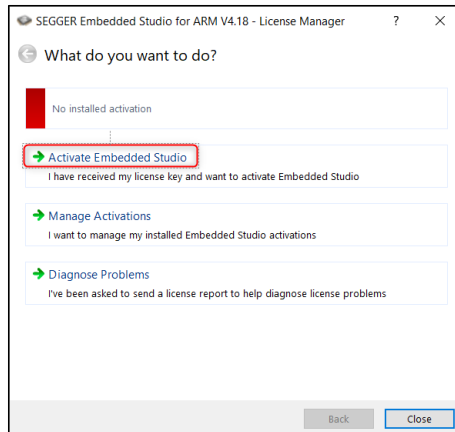 SEGGER Embedded Studio for ARM V4.18 - License Manager ? ×
What do you want to do?
No installed activation
Activate Embedded Studio
I have received my license key and want to activate Embedded Studio
Manage Activations
I want to manage my installed Embedded Studio activations
Diagnose Problems
I've been asked to send a license report to help diagnose license problems
Back Close